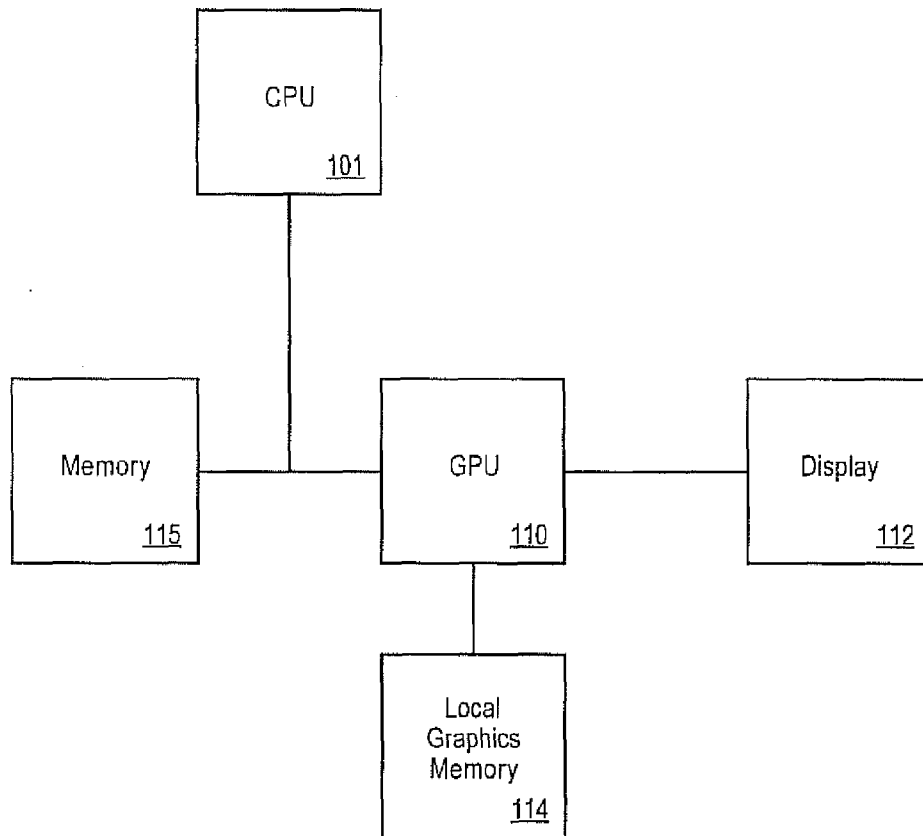 CPU
101
Memory
115
GPU
110
Display
112
Local
Graphics
Memory
114